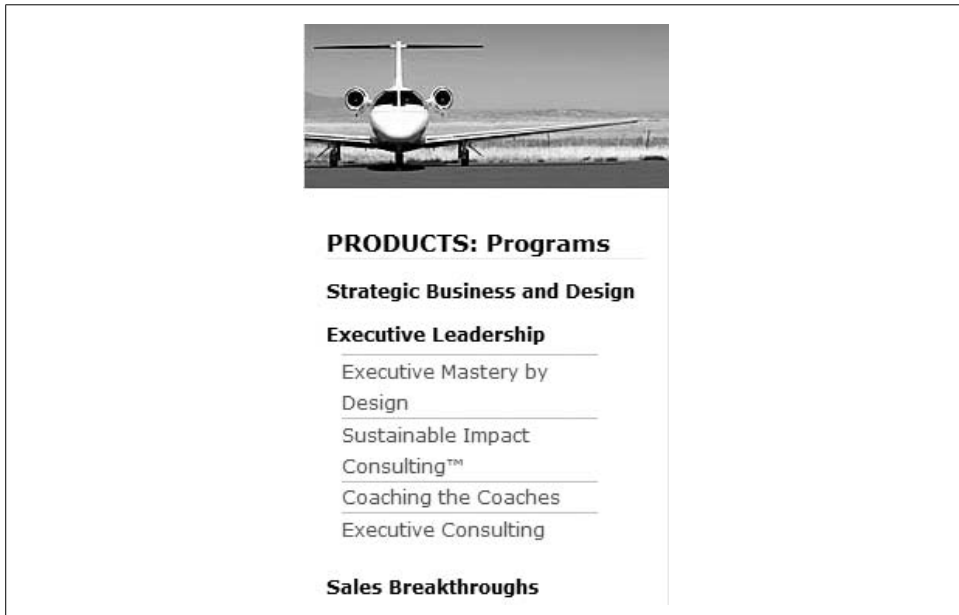 PRODUCTS: Programs
Strategic Business and Design
Executive Leadership
Executive Mastery by
Design
Sustainable Impact
Consulting™
Coaching the Coaches
Executive Consulting
Sales Breakthroughs